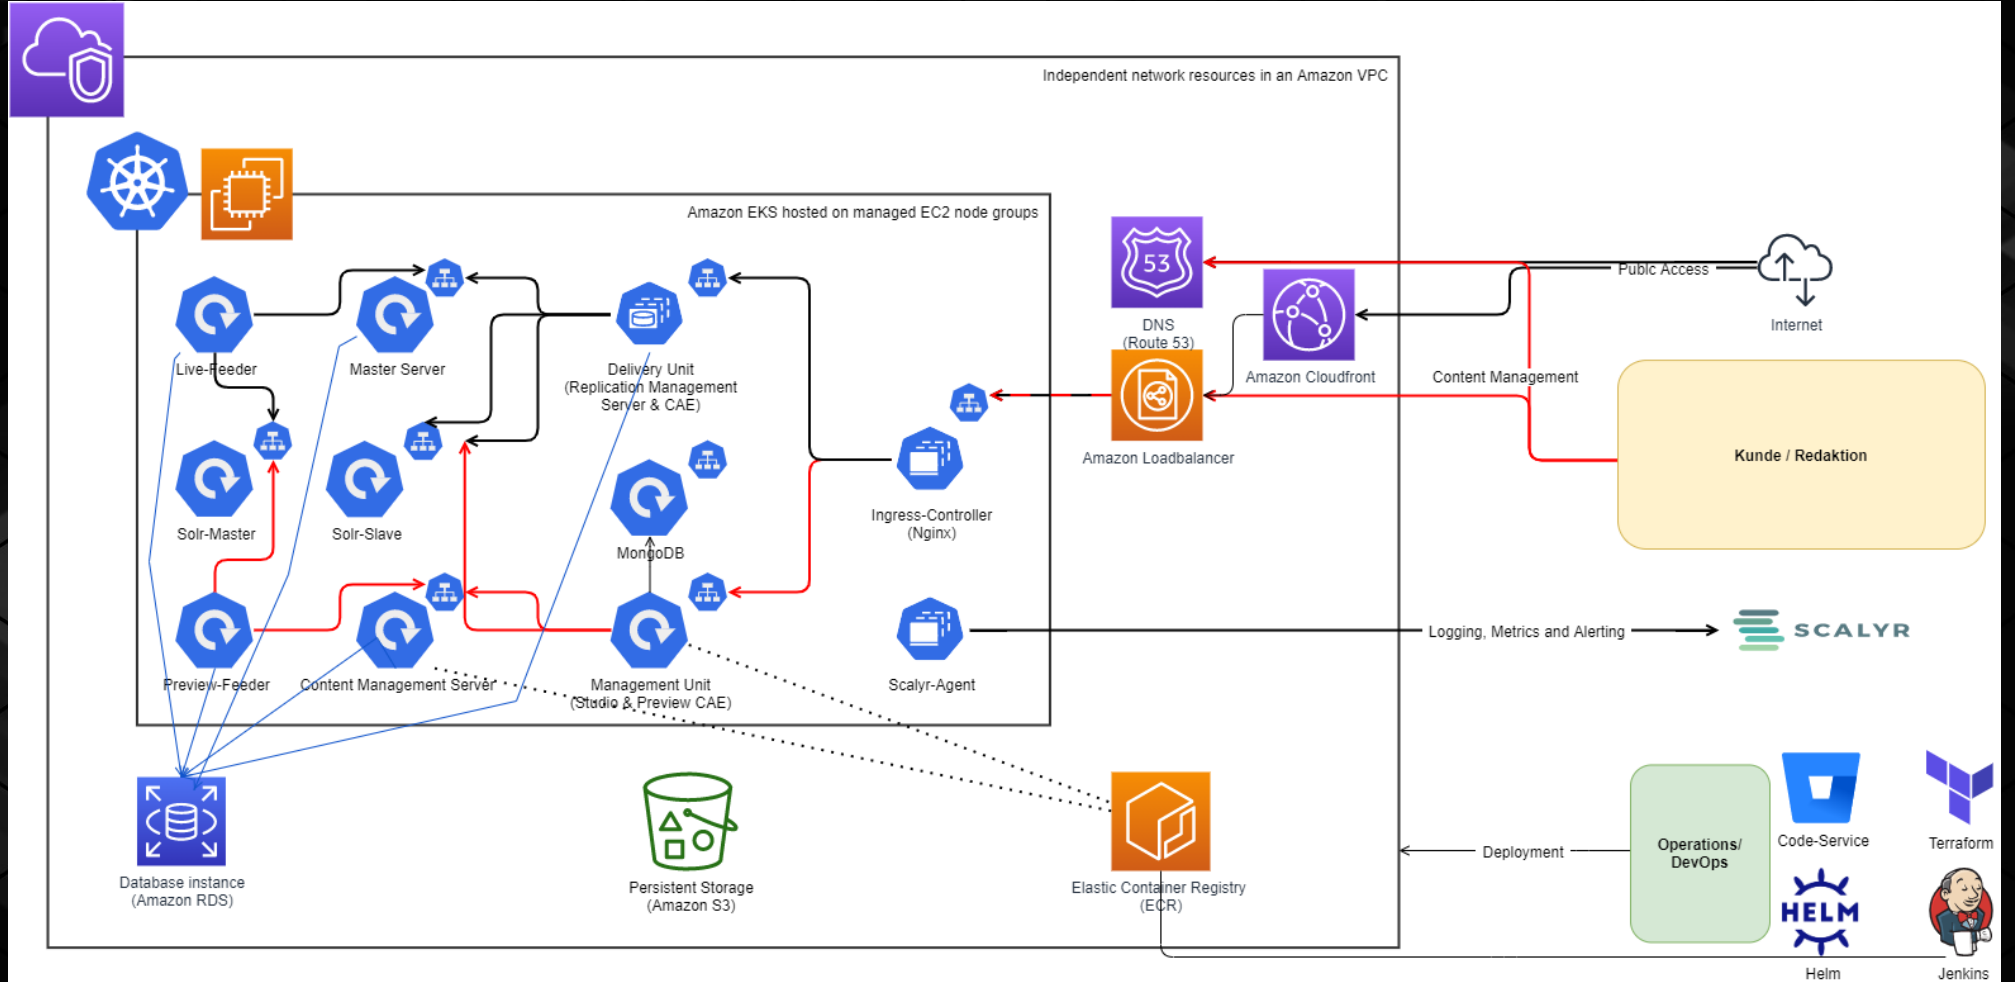 Independent network resources in an Amazon VPC
Amazon EKS hosted on managed EC2 node groups
53
DNS
(Route 53)
Publc Access
Internet
Live-Feeder
Master Server
Delivery Unit
(Replication Management
Server & CAE)
Amazon Cloudfront
Content Management
Amazon Loadbalancer
Kunde / Redaktion
Solr-Master
Solr-Slave
MongoDB
Ingress-Controller
(Nginx)
Logging, Metrics and Alerting
SCALYR
Preview-Feeder
Content Management Server
Management Unit
(Studio & Preview CAE)
Scalyr-Agent
Database instance
(Amazon RDS)
Persistent Storage
(Amazon S3)
Elastic Container Registry
(ECR)
Deployment
Operations/
DevOps
Code-Service
Terraform
HELM
Helm
Jenkins